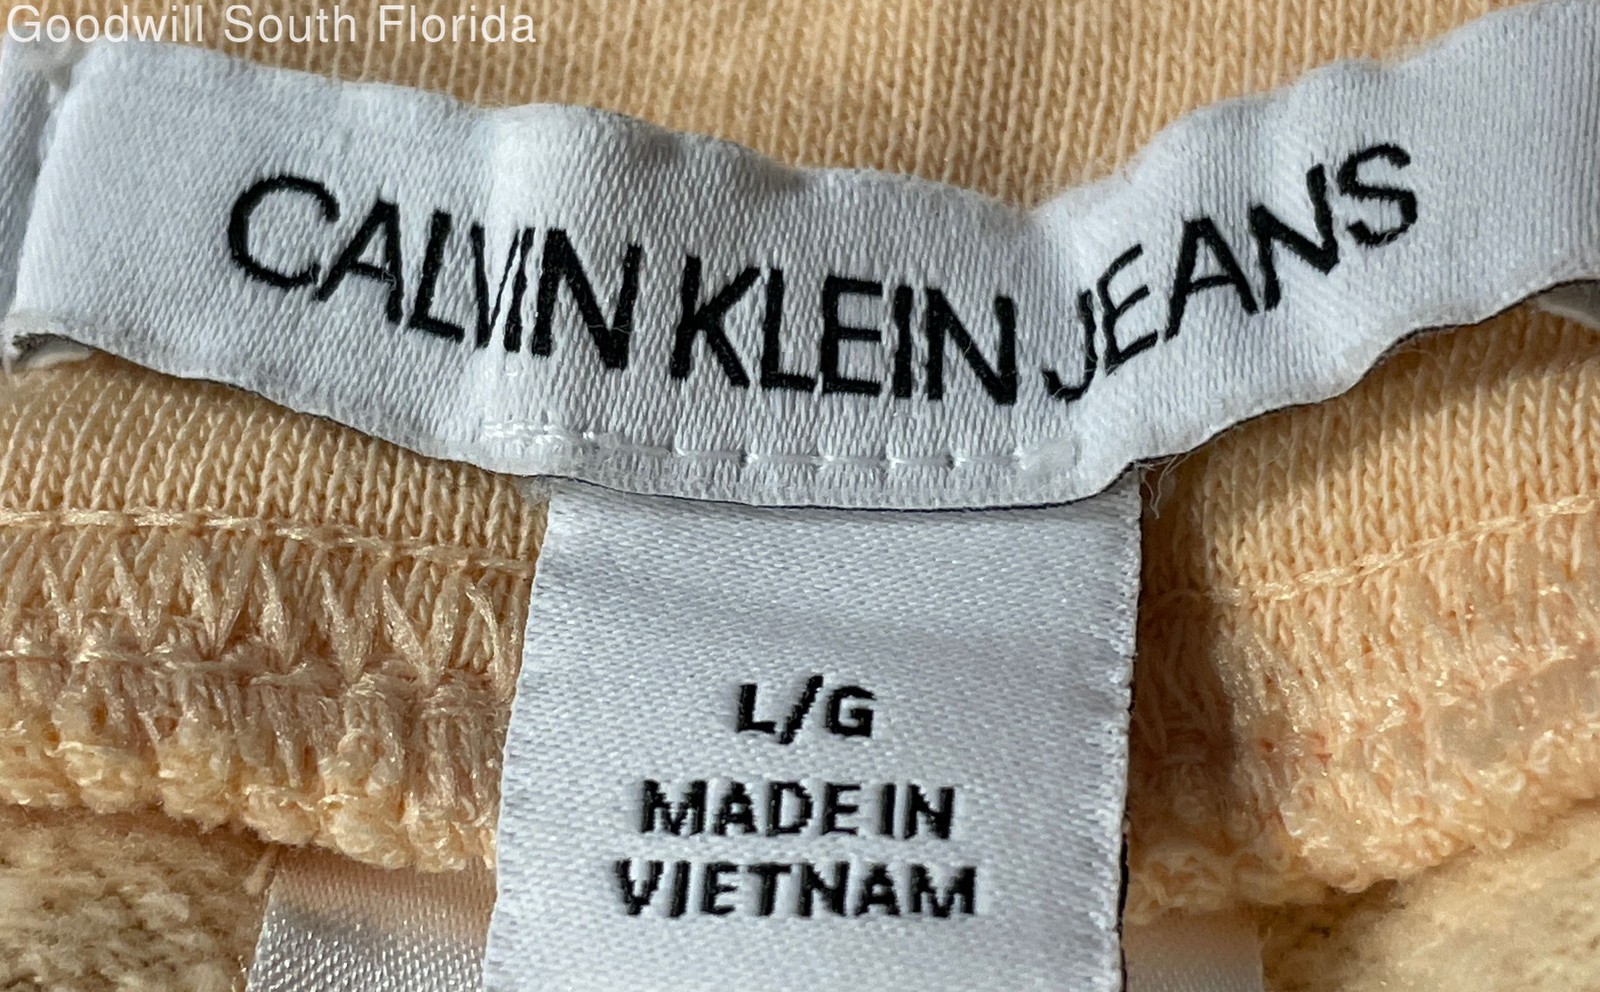 Goodwill South Florida
CALVIN KLEIN JEANS
L/G
MADE IN
VIETNAM